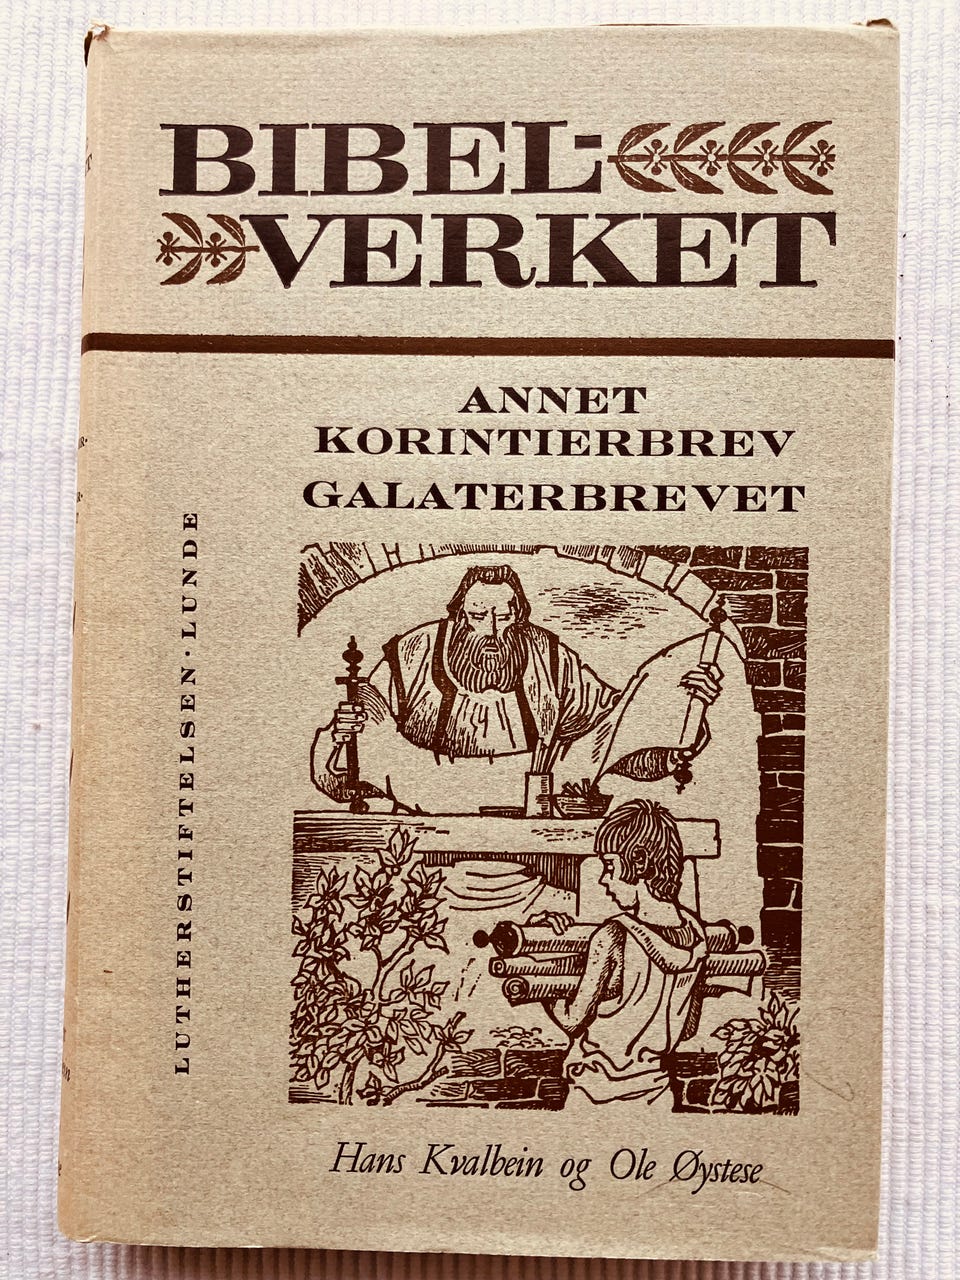 BIBEL-
VERKET
ANNET
KORINTIERBREV
GALATERBREVET
LUTHERSTIFTELSEN · LUNDE
Hans Kvalbein og Ole Øystese